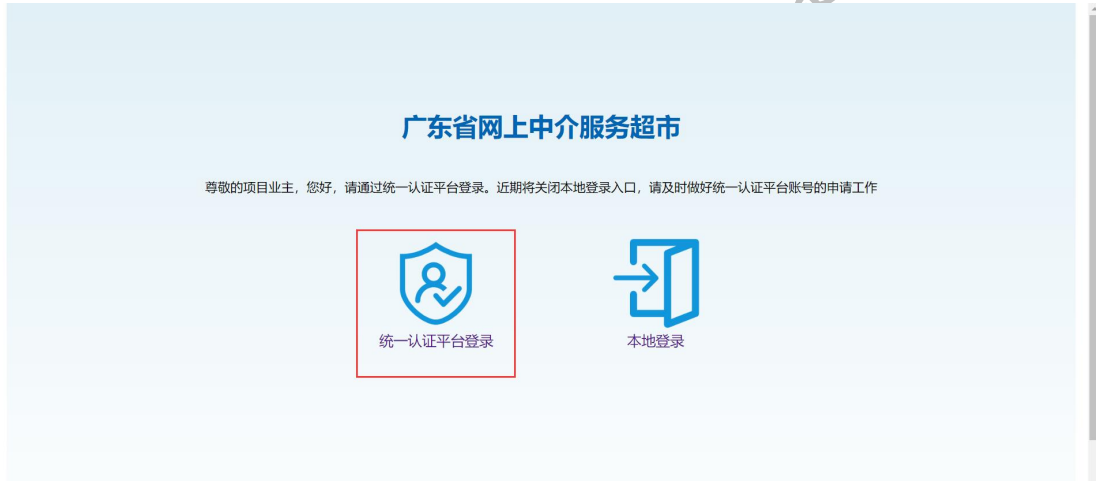 广东省网上中介服务超市
尊敬的项目业主，您好，请通过统一认证平台登录。近期将关闭本地登录入口，请及时做好统一认证平台账号的申请工作
统一认证平台登录
本地登录